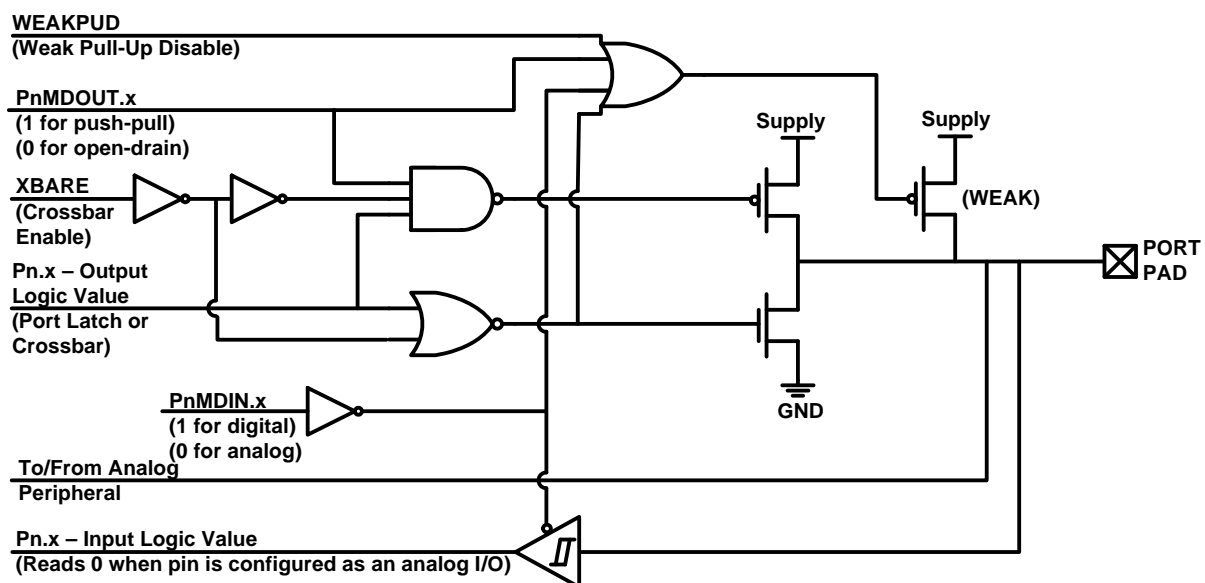 WEAKPUD
(Weak Pull-Up Disable)
PnMDOUT.x
(1 for push-pull)
(0 for open-drain)
XBARE
(Crossbar
Enable)
Pn.x – Output
Logic Value
(Port Latch or
Crossbar)
Supply
Supply
(WEAK)
PORT
PAD
GND
PnMDIN.x
(1 for digital)
(0 for analog)
To/From Analog
Peripheral
Pn.x – Input Logic Value
(Reads 0 when pin is configured as an analog I/O)